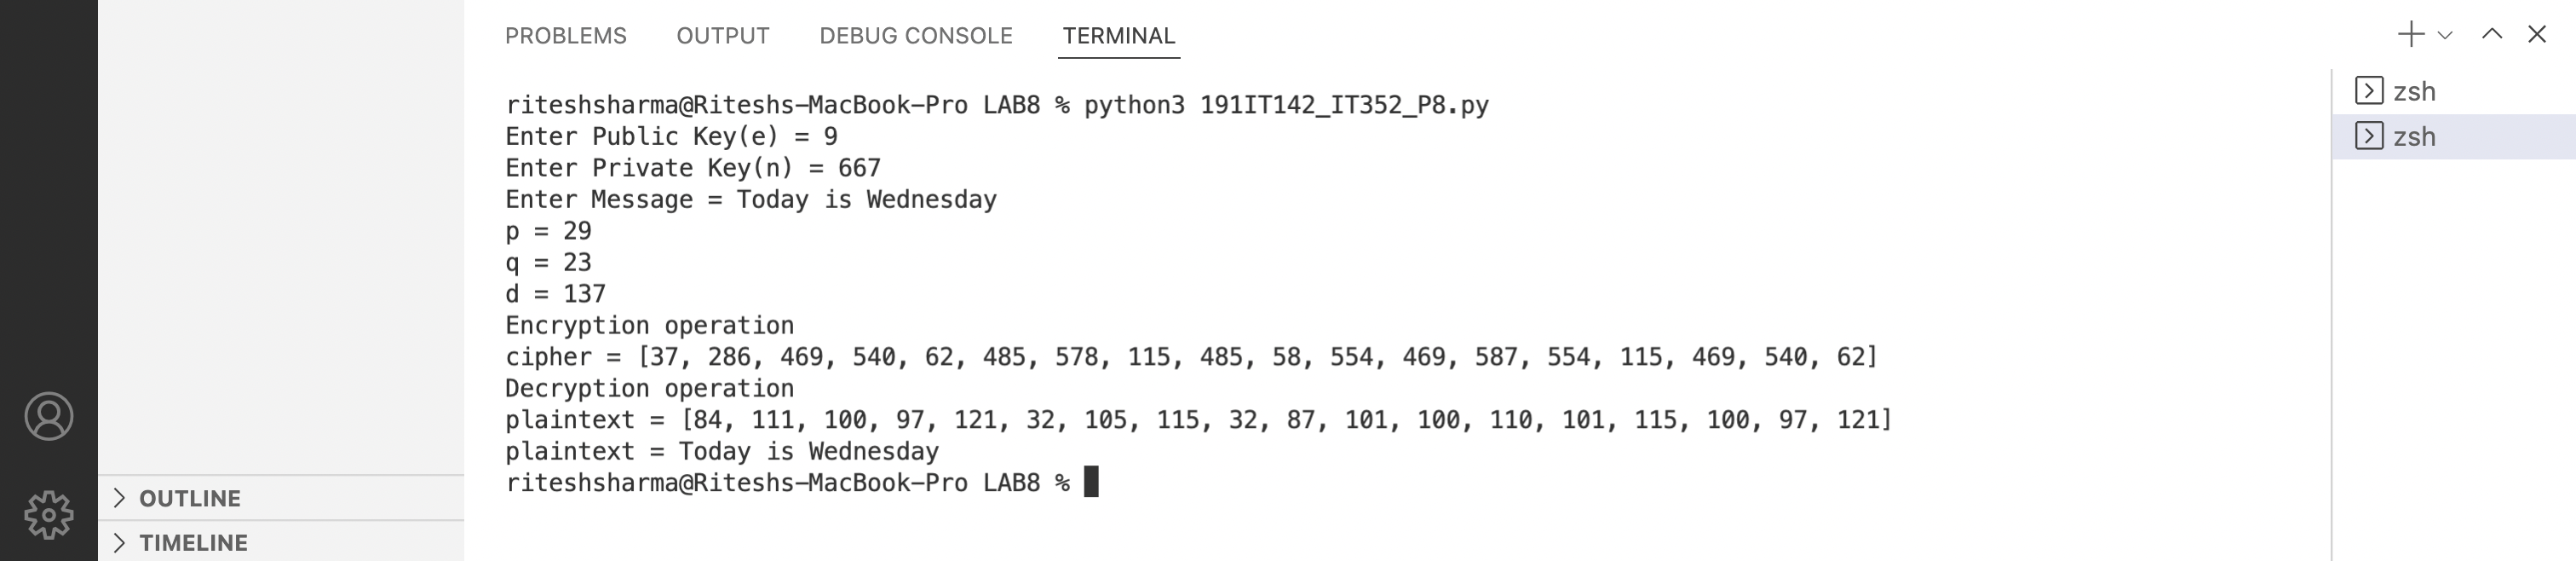 PROBLEMS OUTPUT DEBUG CONSOLE TERMINAL
riteshsharma@Riteshs-MacBook-Pro LAB8 % python3 191IT142_IT352_P8.py
Enter Public Key(e) = 9
Enter Private Key(n) = 667
Enter Message = Today is Wednesday
p = 29
q = 23
d = 137
Encryption operation
cipher = [37, 286, 469, 540, 62, 485, 578, 115, 485, 58, 554, 469, 587, 554, 115, 469, 540, 62]
Decryption operation
plaintext = [84, 111, 100, 97, 121, 32, 105, 115, 32, 87, 101, 100, 110, 101, 115, 100, 97, 121]
plaintext = Today is Wednesday
riteshsharma@Riteshs-MacBook-Pro LAB8 %
zsh
zsh
OUTLINE
TIMELINE